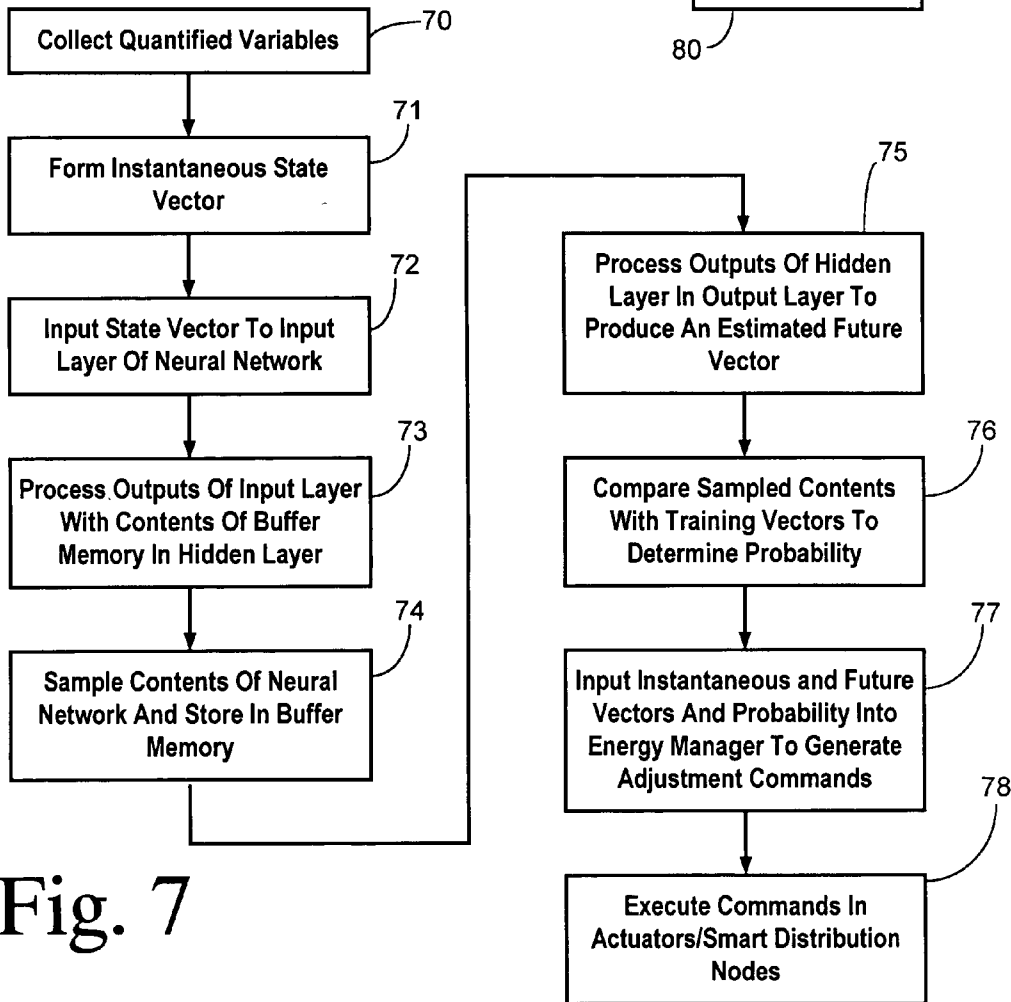 80
Collect Quantified Variables
70
Form Instantaneous State
Vector
71
Input State Vector To Input
Layer Of Neural Network
72
Process Outputs Of Input Layer
With Contents Of Buffer
Memory In Hidden Layer
73
Sample Contents Of Neural
Network And Store In Buffer
Memory
74
Process Outputs Of Hidden
Layer In Output Layer To
Produce An Estimated Future
Vector
75
Compare Sampled Contents
With Training Vectors To
Determine Probability
76
Input Instantaneous and Future
Vectors And Probability Into
Energy Manager To Generate
Adjustment Commands
77
Execute Commands In
Actuators/Smart Distribution
Nodes
78
Fig. 7